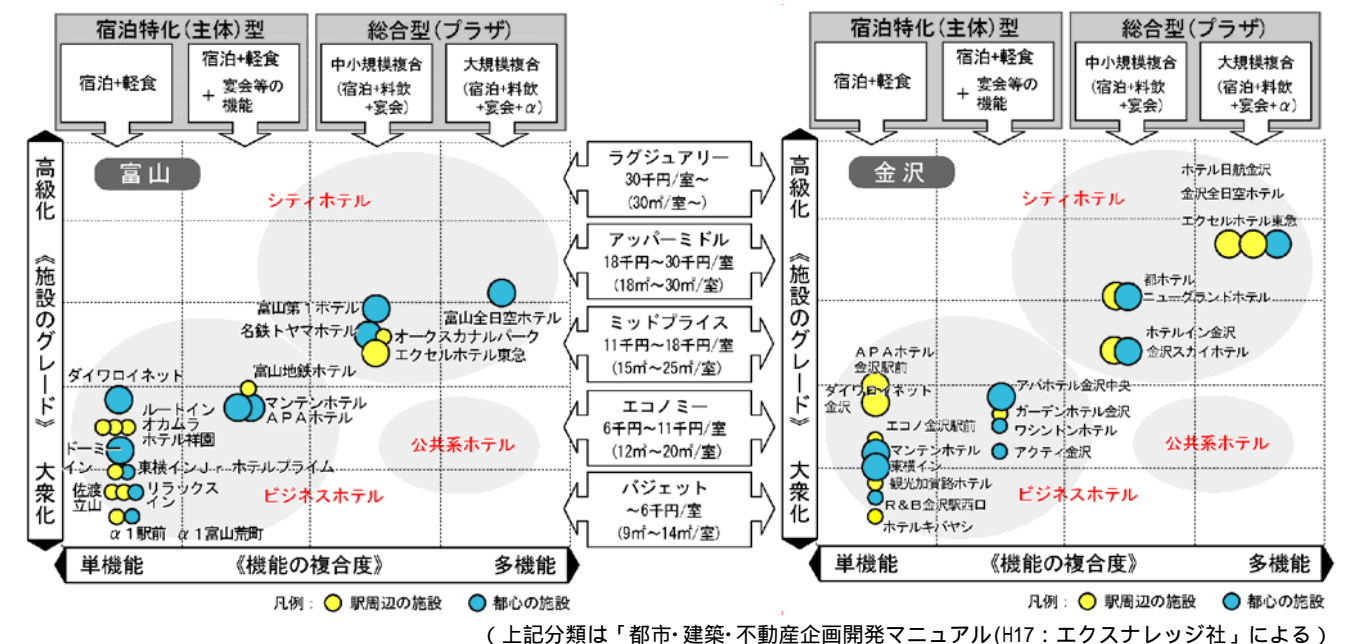 宿泊特化(主体)型
総合型(プラザ)
宿泊+軽食
宿泊+軽食
+ 宴会等の
機能
中小規模複合
(宿泊+料飲
+宴会)
大規模複合
(宿泊+料飲
+宴会+α)
高級化 《施設のグレード》 大衆化
富山
シティホテル
富山第1ホテル
富山全日空ホテル
名鉄トヤマホテル
オークスカナルパーク
エクセルホテル東急
富山地鉄ホテル
ダイワロイネット
マンテンホテル
APAホテル
ルートイン
オカムラ
ホテル祥園
公共系ホテル
ドーミー
イン
東横インJr ホテルプライム
佐渡
立山
リラックス
イン
ビジネスホテル
α1駅前 α1富山荒町
単機能 《機能の複合度》 多機能
凡例: 駅周辺の施設 都心の施設
ラグジュアリー
30千円/室~
(30㎡/室~)
アッパーミドル
18千円~30千円/室
(18㎡~30㎡/室)
ミッドプライス
11千円~18千円/室
(15㎡~25㎡/室)
エコノミー
6千円~11千円/室
(12㎡~20㎡/室)
バジェット
~6千円/室
(9㎡~14㎡/室)
宿泊特化(主体)型
総合型(プラザ)
宿泊+軽食
宿泊+軽食
+ 宴会等の
機能
中小規模複合
(宿泊+料飲
+宴会)
大規模複合
(宿泊+料飲
+宴会+α)
高級化 《施設のグレード》 大衆化
金沢
ホテル日航金沢
シティホテル
金沢全日空ホテル
エクセルホテル東急
都ホテル
ニューグランドホテル
ホテルイン金沢
金沢スカイホテル
APAホテル
金沢駅前
ダイワロイネット
金沢
アパホテル金沢中央
ガーデンホテル金沢
エコノ金沢駅前
ワシントンホテル
公共系ホテル
マンテンホテル
アクティ金沢
東横イン
観光加賀路ホテル
ビジネスホテル
R&B金沢駅西口
ホテルキバヤシ
単機能 《機能の複合度》 多機能
凡例: 駅周辺の施設 都心の施設
(上記分類は「都市・建築・不動産企画開発マニュアル(H17:エクスナレッジ社」による)